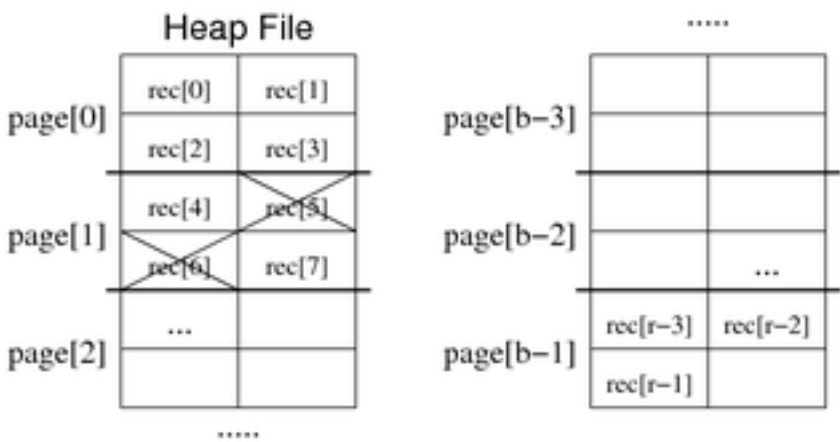 Heap File
page[0]
rec[0] rec[1]
rec[2] rec[3]
page[1]
rec[4] rec[5]
rec[6] rec[7]
page[2]
...
.....
.....
page[b−3]
page[b−2]
...
page[b−1]
rec[r−3] rec[r−2]
rec[r−1]